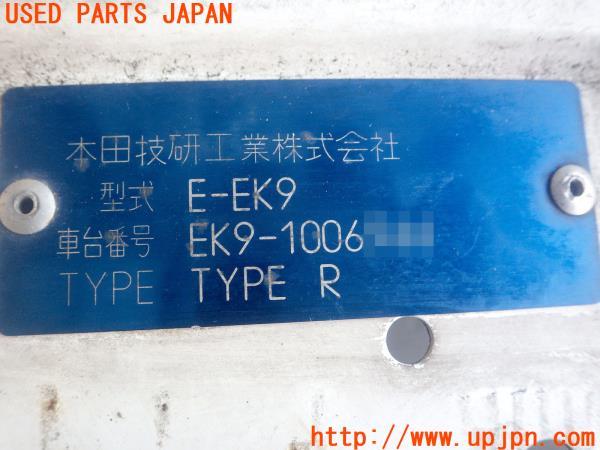 USED PARTS JAPAN
本田技研工業株式会社
型式 E-EK9
車台番号 EK9-1006
TYPE TYPE R
http://www.upjpn.com/